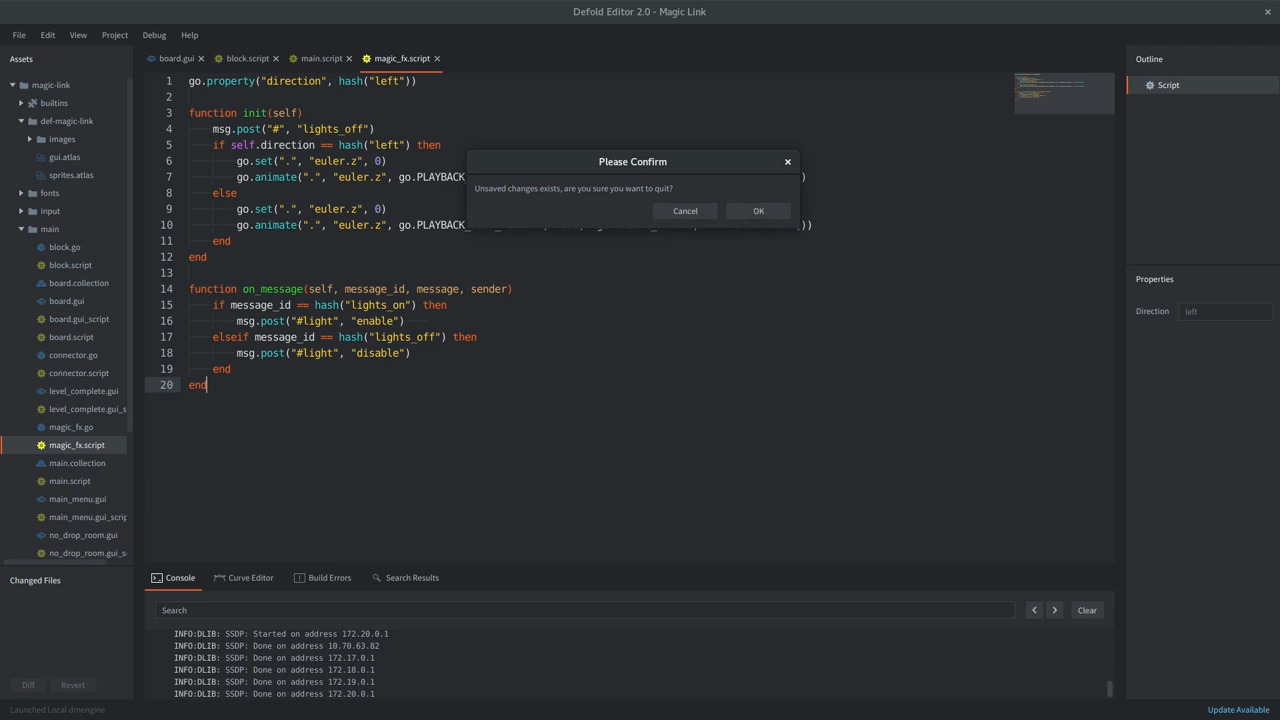 Defold Editor 2.0 - Magic Link
File Edit View Project Debug Help
Assets
magic-link
builtins
def-magic-link
images
gui.atlas
sprites.atlas
fonts
input
main
block.go
block.script
board.collection
board.gui
board.gui_script
board.script
connector.go
connector.script
level_complete.gui
level_complete.gui_s
magic_fx.go
magic_fx.script
main.collection
main.script
main_menu.gui
main_menu.gui_scrip
no_drop_room.gui
no_drop_room.gui_s
Changed Files
Diff Revert
board.gui block.script main.script magic_fx.script
1 go.property("direction", hash("left"))
2
3 function init(self)
4 msg.post("#", "lights_off")
5 if self.direction == hash("left") then
6 go.set(".", "euler.z", 0)
7 go.animate(".", "euler.z", go.PLAYBACK )
8 else
9 go.set(".", "euler.z", 0)
10 go.animate(".", "euler.z", go.PLAYBACK ))
11 end
12 end
13
14 function on_message(self, message_id, message, sender)
15 if message_id == hash("lights_on") then
16 msg.post("#light", "enable")
17 elseif message_id == hash("lights_off") then
18 msg.post("#light", "disable")
19 end
20 end
Please Confirm
Unsaved changes exists, are you sure you want to quit?
Cancel OK
Console Curve Editor Build Errors Search Results
Search Clear
INFO:DLIB: SSDP: Started on address 172.20.0.1
INFO:DLIB: SSDP: Done on address 10.70.63.82
INFO:DLIB: SSDP: Done on address 172.17.0.1
INFO:DLIB: SSDP: Done on address 172.18.0.1
INFO:DLIB: SSDP: Done on address 172.19.0.1
INFO:DLIB: SSDP: Done on address 172.20.0.1
Outline
Script
Properties
Direction left
Launched Local dmengine
Update Available